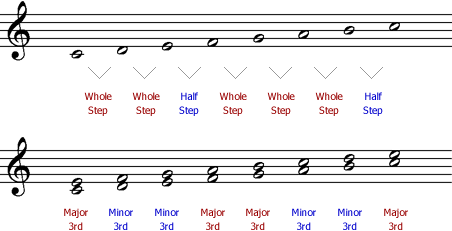 Whole Whole Half Whole Whole Whole Half
Step Step Step Step Step Step Step
Major Minor Minor Major Major Minor Minor Major
3rd 3rd 3rd 3rd 3rd 3rd 3rd 3rd